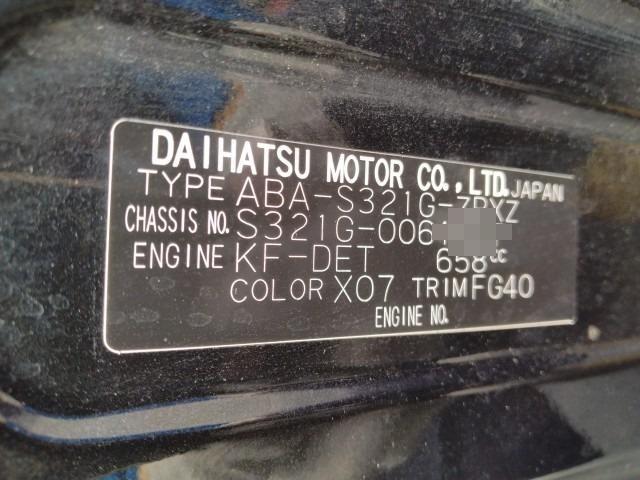 DAIHATSU MOTOR CO., LTD. JAPAN
TYPE ABA-S321G-
CHASSIS NO. S321G-006
ENGINE KF-DET 658cc
COLOR X07 TRIM FG40
ENGINE NO.